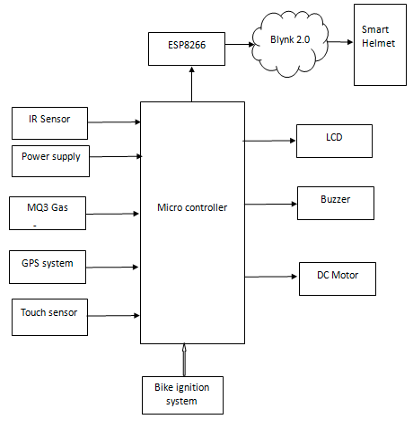 ESP8266
Blynk 2.0
Smart
Helmet
IR Sensor
Power supply
MQ3 Gas
-
GPS system
Touch sensor
Micro controller
LCD
Buzzer
DC Motor
Bike ignition
system